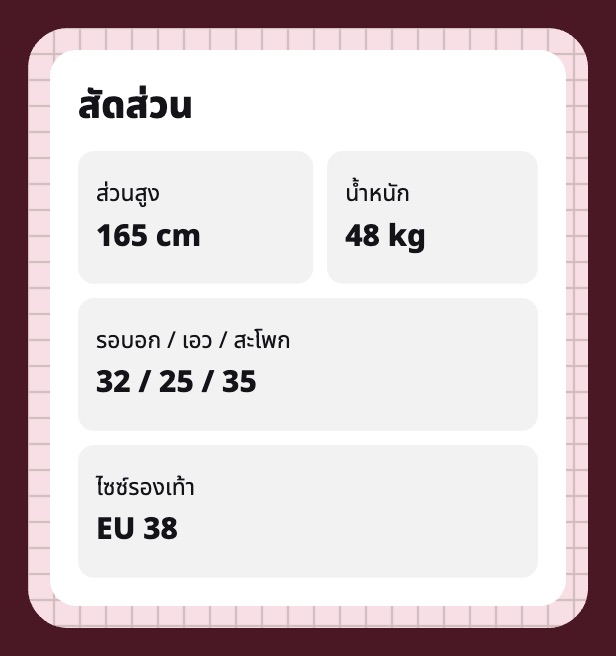 สัดส่วน
ส่วนสูง
165 cm
น้ำหนัก
48 kg
รอบอก / เอว / สะโพก
32 / 25 / 35
ไซซ์รองเท้า
EU 38